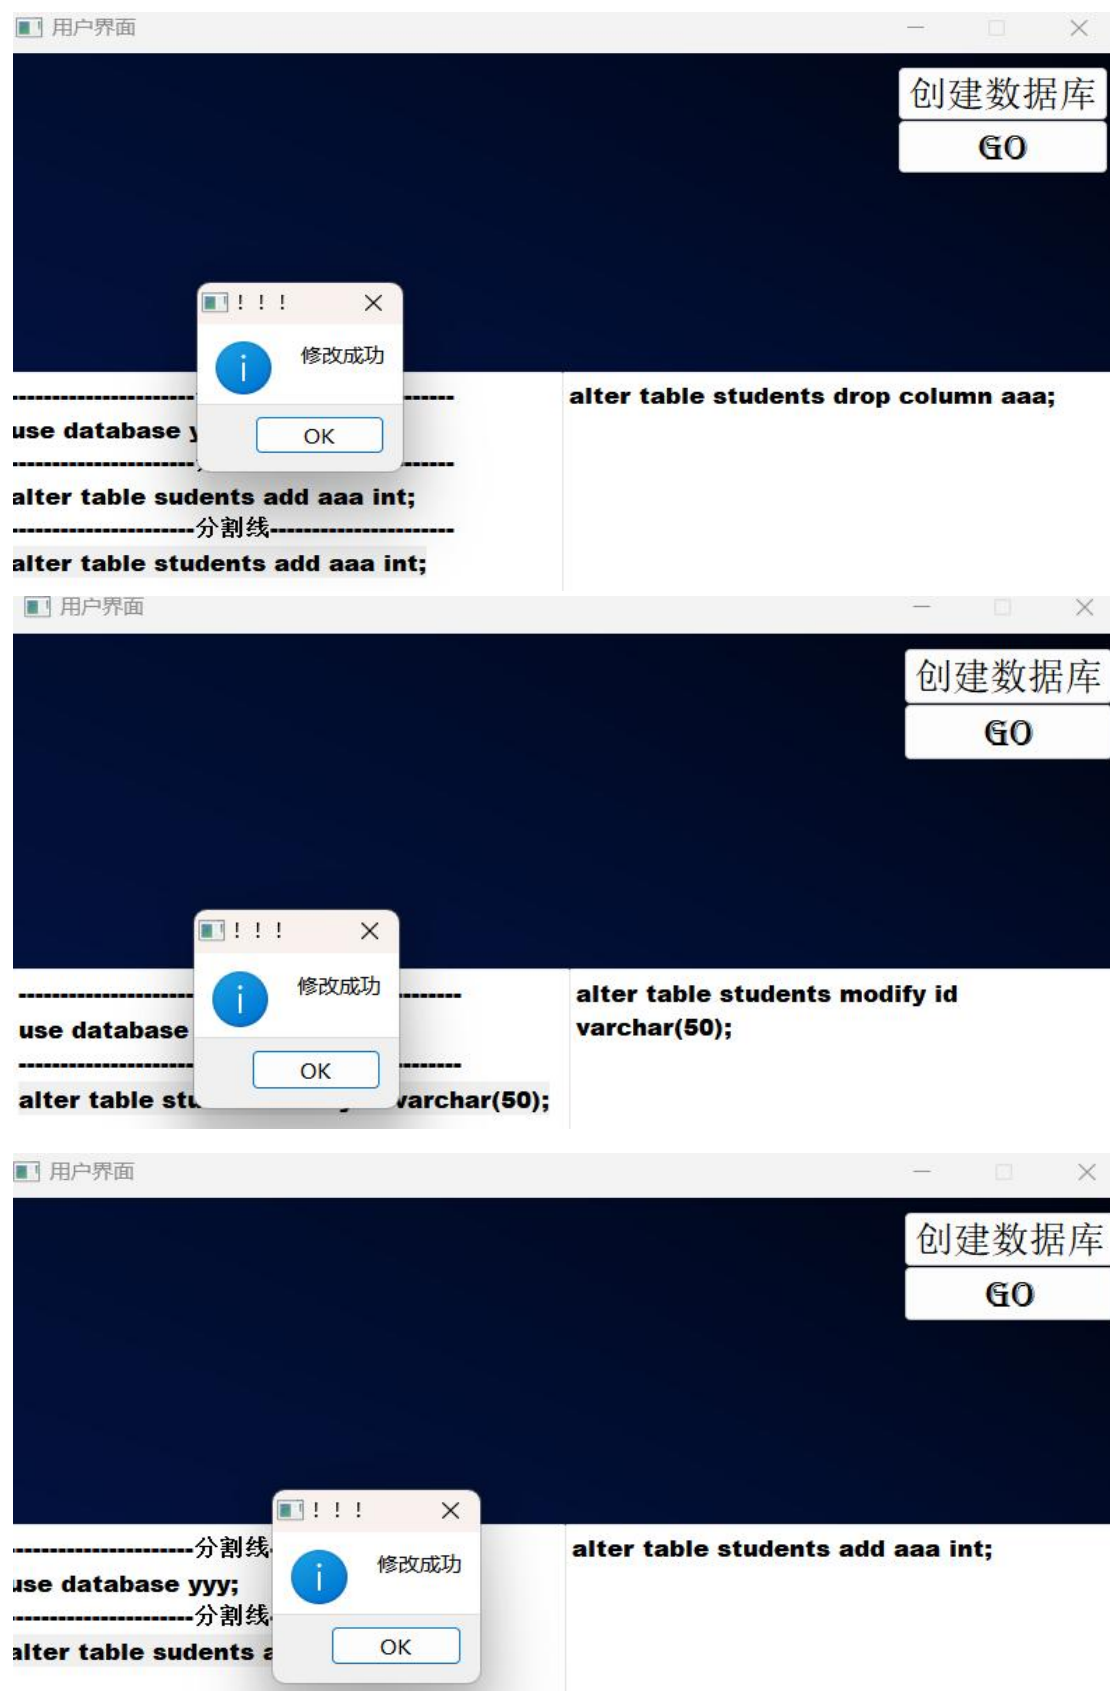 用户界面
创建数据库
GO
! ! !
修改成功
OK
use database
alter table sudents add aaa int;
----------------------分割线----------------------
alter table students add aaa int;
alter table students drop column aaa;
用户界面
创建数据库
GO
! ! !
修改成功
OK
use database
alter table varchar(50);
alter table students modify id
varchar(50);
用户界面
创建数据库
GO
! ! !
修改成功
OK
----------------------分割线
use database yyy;
----------------------分割线
alter table sudents
alter table students add aaa int;